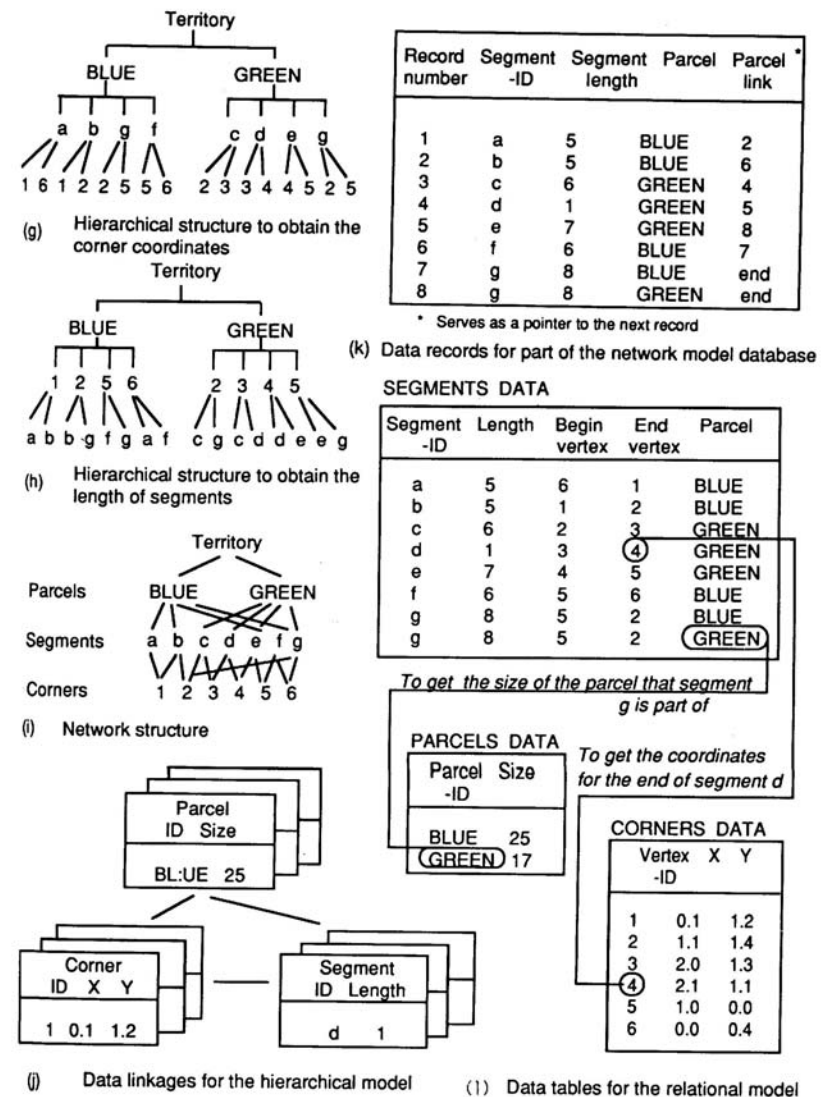 Territory
BLUE GREEN
a b g f c d e g
1 6 1 2 2 5 5 6 2 3 3 4 4 5 2 5
(g) Hierarchical structure to obtain the
corner coordinates
Territory
BLUE GREEN
1 2 5 6 2 3 4 5
a b b g f g a f c g c d d e e g
(h) Hierarchical structure to obtain the
length of segments
Territory
Parcels BLUE GREEN
Segments a b c d e f g
Corners 1 2 3 4 5 6
(i) Network structure
Parcel
ID Size
BL:UE 25
Corner
ID X Y
1 0.1 1.2
Segment
ID Length
d 1
(j) Data linkages for the hierarchical model
Record Segment Segment Parcel Parcel *
number -ID length link
1 a 5 BLUE 2
2 b 5 BLUE 6
3 c 6 GREEN 4
4 d 1 GREEN 5
5 e 7 GREEN 8
6 f 6 BLUE 7
7 g 8 BLUE end
8 g 8 GREEN end
* Serves as a pointer to the next record
(k) Data records for part of the network model database
SEGMENTS DATA
Segment Length Begin End Parcel
-ID vertex vertex
a 5 6 1 BLUE
b 5 1 2 BLUE
c 6 2 3 GREEN
d 1 3 4 GREEN
e 7 4 5 GREEN
f 6 5 6 BLUE
g 8 5 2 BLUE
g 8 5 2 GREEN
To get the size of the parcel that segment
g is part of
PARCELS DATA
Parcel Size
-ID
BLUE 25
GREEN 17
To get the coordinates
for the end of segment d
CORNERS DATA
Vertex X Y
-ID
1 0.1 1.2
2 1.1 1.4
3 2.0 1.3
4 2.1 1.1
5 1.0 0.0
6 0.0 0.4
(l) Data tables for the relational model